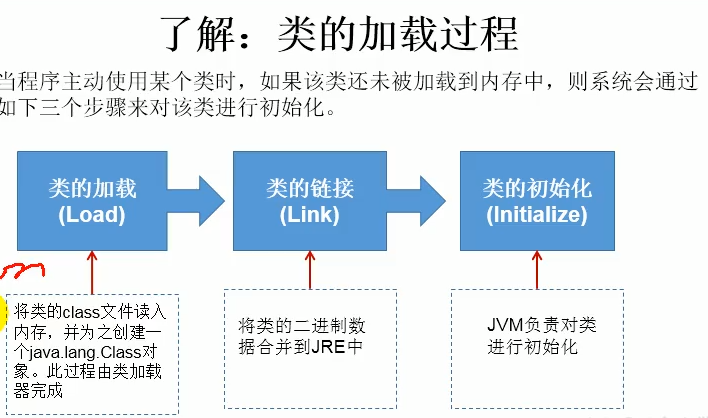 了解：类的加载过程
当程序主动使用某个类时，如果该类还未被加载到内存中，则系统会通过
如下三个步骤来对该类进行初始化。
类的加载
(Load)
类的链接
(Link)
类的初始化
(Initialize)
将类的class文件读入
内存，并为之创建一
个java.lang.Class对
象。此过程由类加载
器完成
将类的二进制数
据合并到JRE中
JVM负责对类
进行初始化